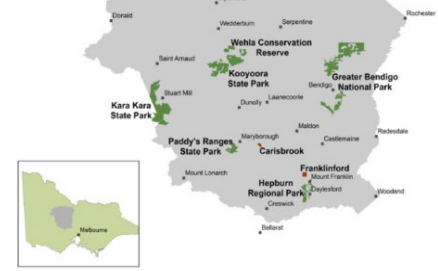 Rochester
Donald
Wedderburn
Serpentine
Wehla Conservation
Reserve
Saint Arnaud
Kooyoora
State Park
Greater Bendigo
National Park
Bendigo
Stuart Mill
Kara Kara
State Park
Dunolly
Laanecoorie
Maldon
Redesdale
Paddy's Ranges
State Park
Maryborough
Carisbrook
Castlemaine
Franklinford
Mount Franklin
Mount Lonarch
Hepburn
Regional Park
Daylesford
Woodend
Creswick
Ballarat
Melbourne